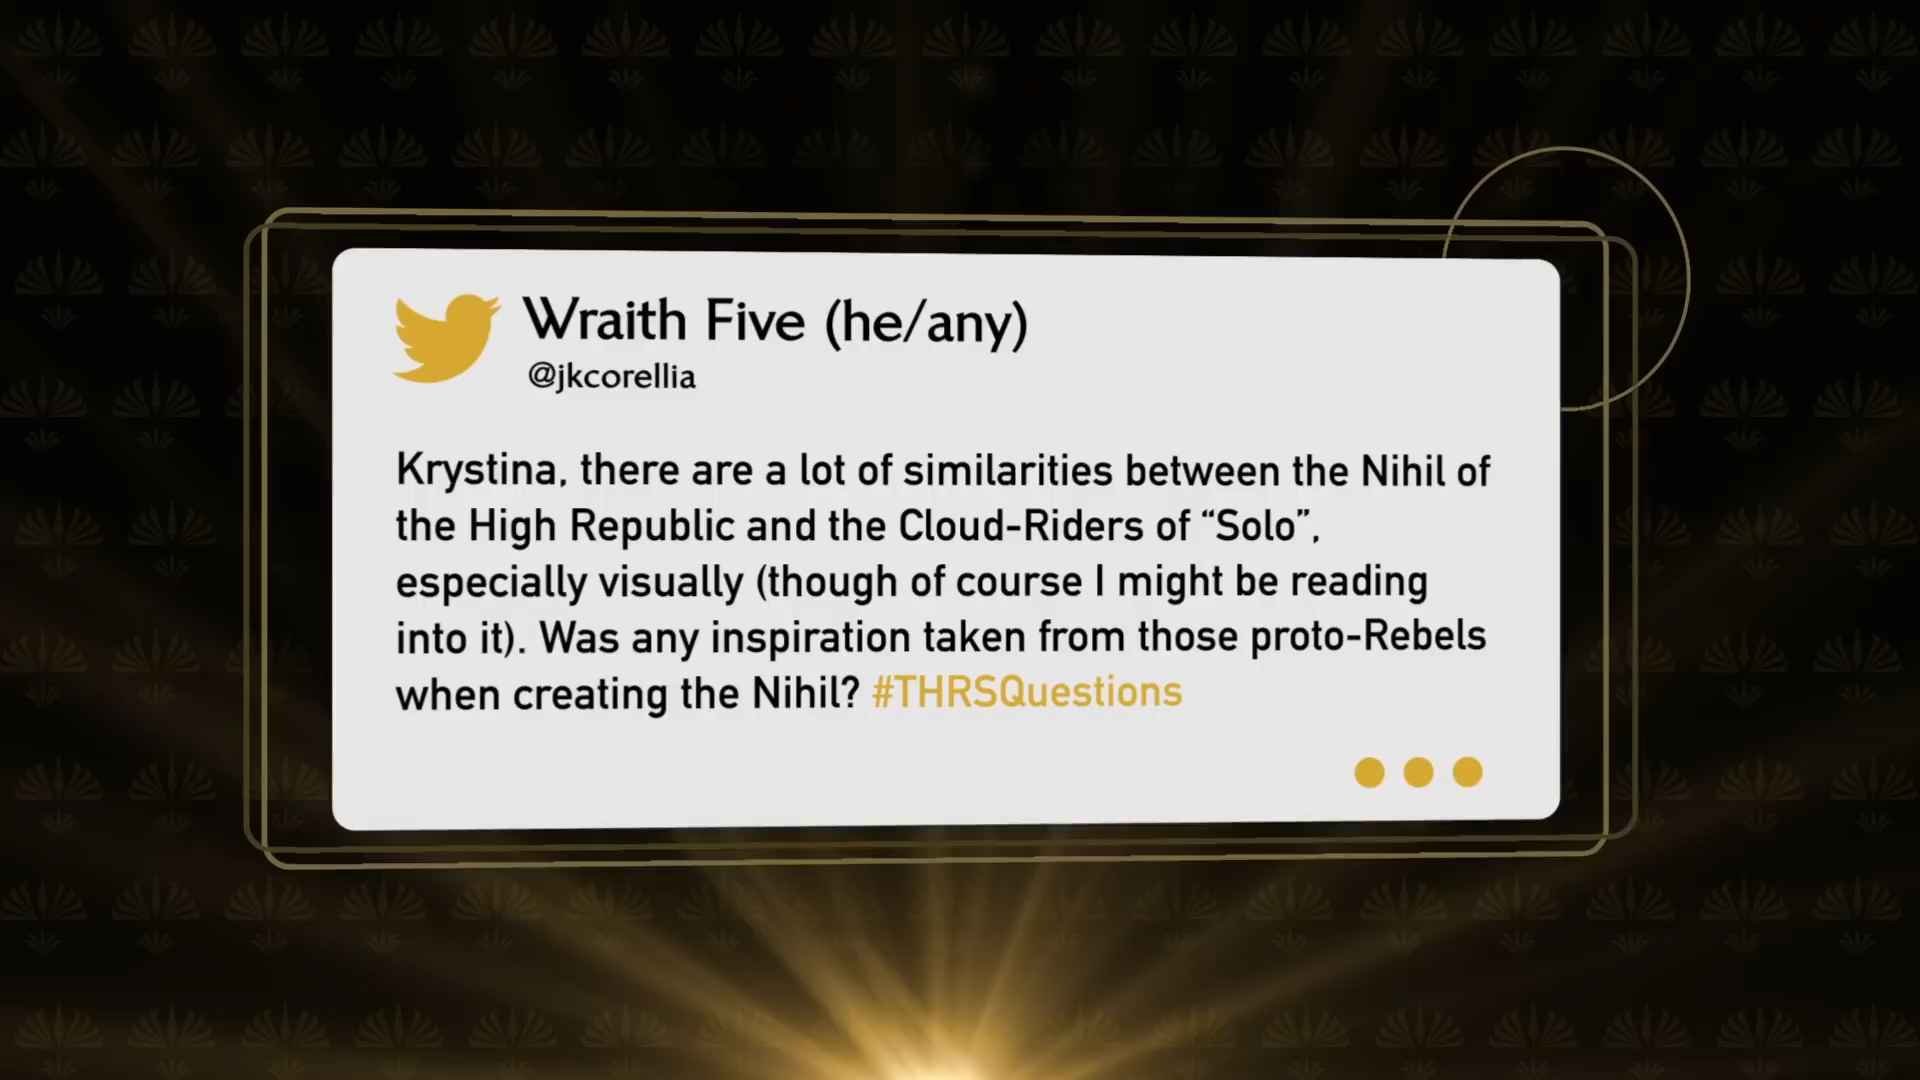 Wraith Five (he/any)
@jkcorellia
Krystina, there are a lot of similarities between the Nihil of
the High Republic and the Cloud-Riders of “Solo”,
especially visually (though of course I might be reading
into it). Was any inspiration taken from those proto-Rebels
when creating the Nihil? #THRSQuestions